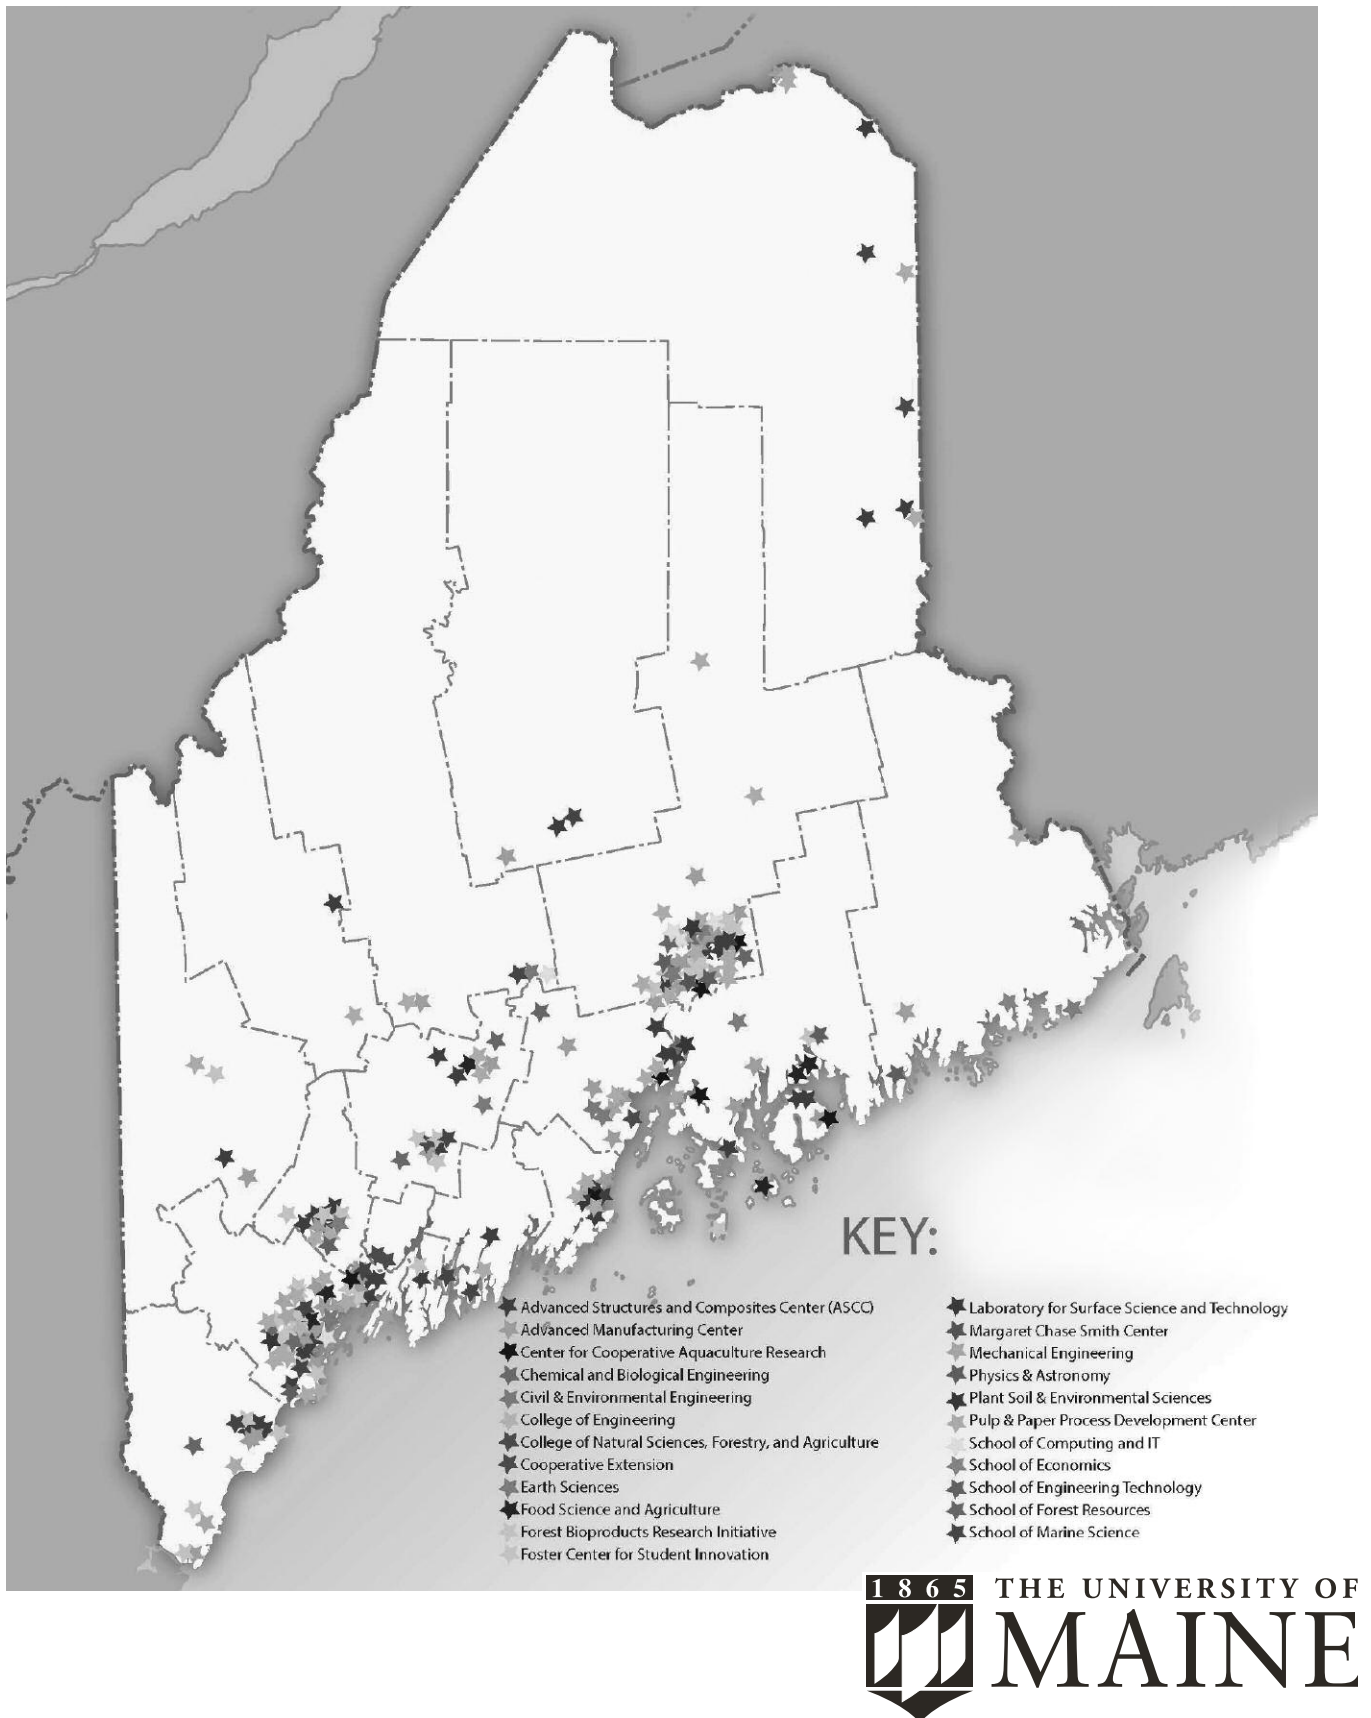 KEY:
Advanced Structures and Composites Center (ASCC)
Advanced Manufacturing Center
Center for Cooperative Aquaculture Research
Chemical and Biological Engineering
Civil & Environmental Engineering
College of Engineering
College of Natural Sciences, Forestry, and Agriculture
Cooperative Extension
Earth Sciences
Food Science and Agriculture
Forest Bioproducts Research Initiative
Foster Center for Student Innovation
Laboratory for Surface Science and Technology
Margaret Chase Smith Center
Mechanical Engineering
Physics & Astronomy
Plant Soil & Environmental Sciences
Pulp & Paper Process Development Center
School of Computing and IT
School of Economics
School of Engineering Technology
School of Forest Resources
School of Marine Science
1865
THE UNIVERSITY OF
MAINE